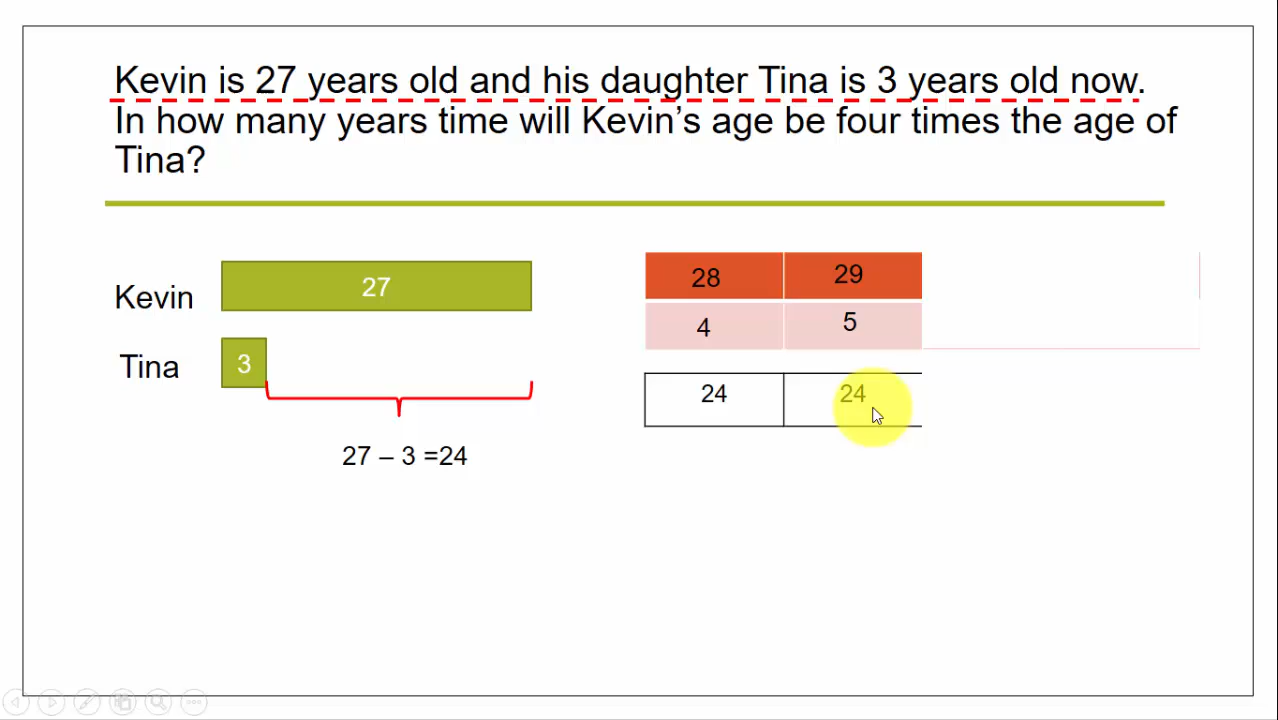 Kevin is 27 years old and his daughter Tina is 3 years old now.
In how many years time will Kevin’s age be four times the age of
Tina?
Kevin
27
Tina
3
27 – 3 =24
28 29
4 5
24 24